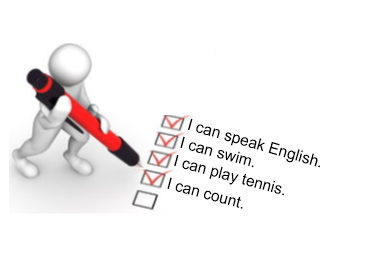 I can speak English.
I can swim.
I can play tennis.
I can count.